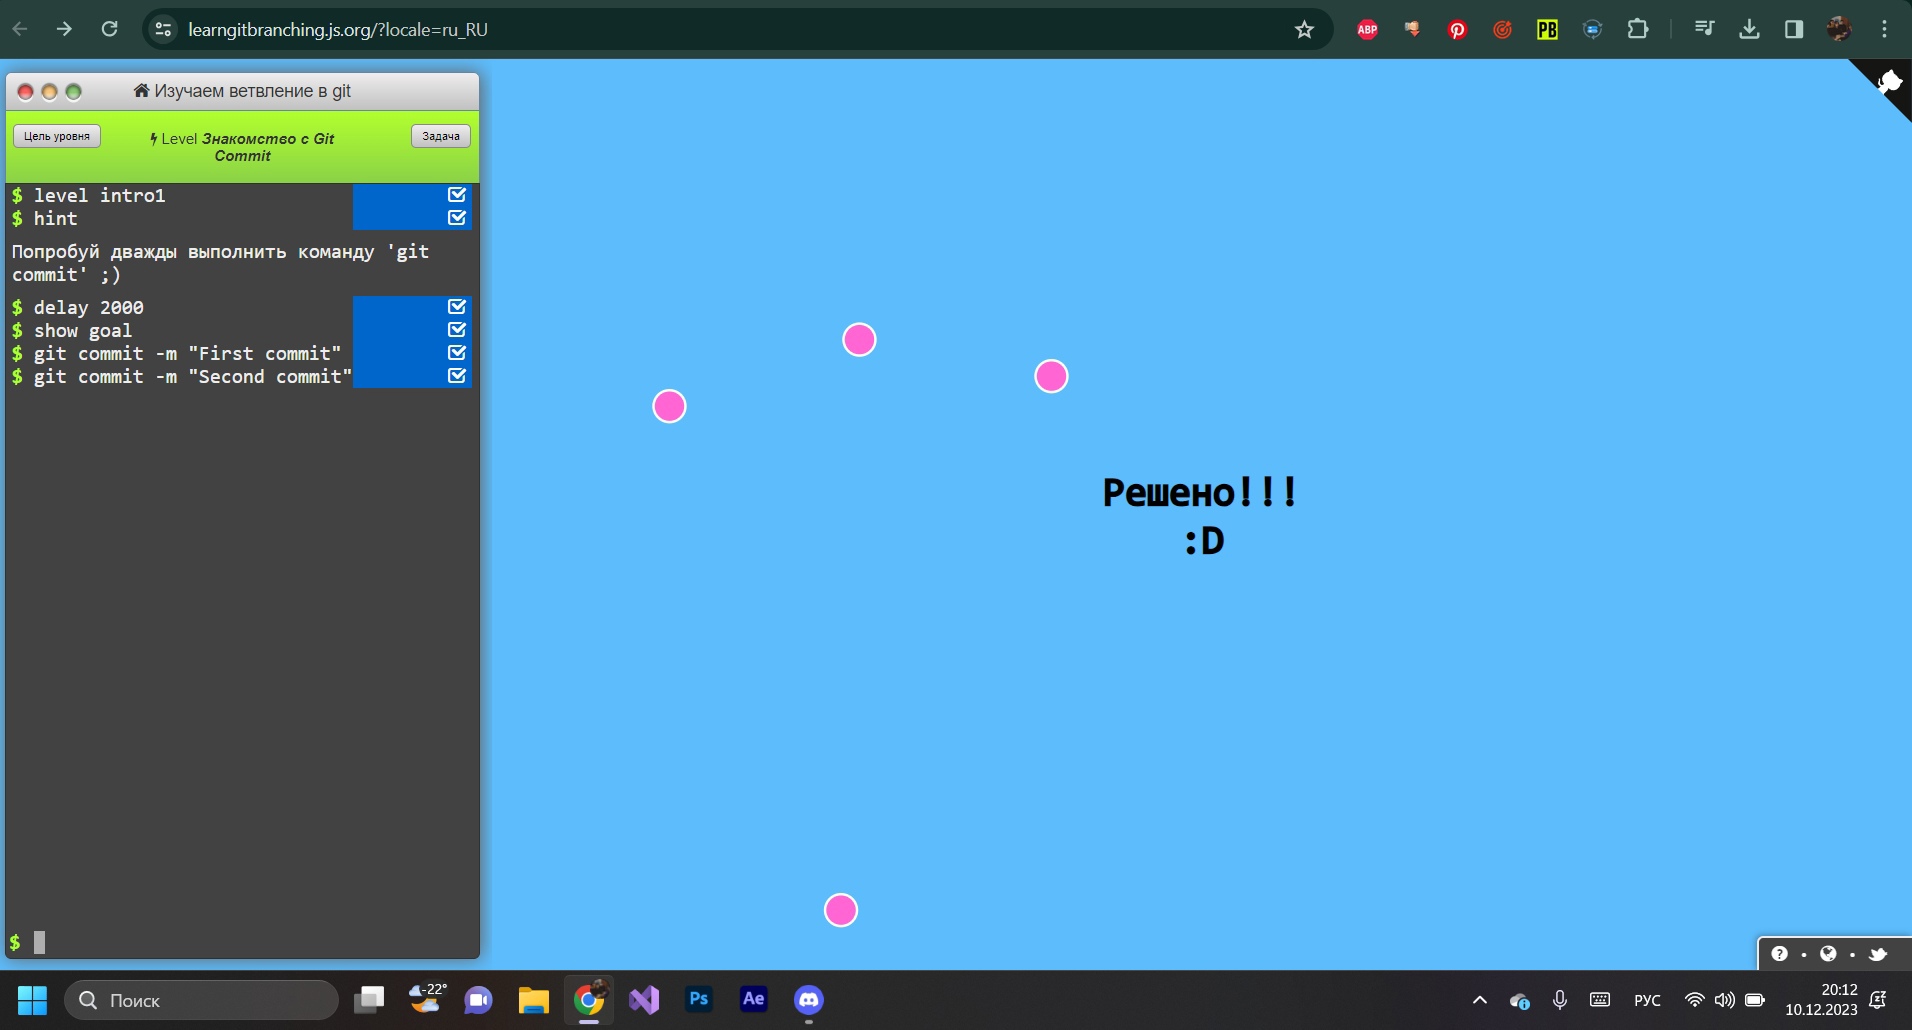 learngitbranching.js.org/?locale=ru_RU
ABP
PB
Изучаем ветвление в git
Цель уровня
Level Знакомство с Git
Commit
Задача
$ level intro1
$ hint
Попробуй дважды выполнить команду 'git
commit' ;)
$ delay 2000
$ show goal
$ git commit -m "First commit"
$ git commit -m "Second commit"
Решено!!!
:D
$
Поиск
-22°
Ps
Ae
РУС
20:12
10.12.2023